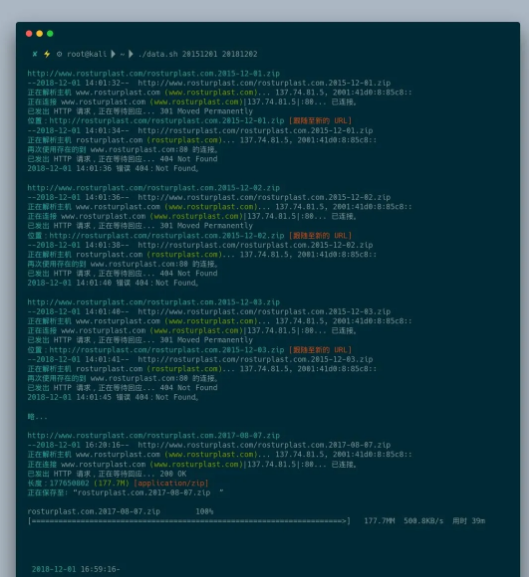 ✘ ⚡ ⚙ root@kali ▶ ~ ▶ ./data.sh 20151201 20181202
http://www.rosturplast.com/rosturplast.com.2015-12-01.zip
--2018-12-01 14:01:32-- http://www.rosturplast/rosturplast.com.2015-12-01.zip
正在解析主机 www.rosturplast.com (www.rosturplast.com)... 137.74.81.5, 2001:41d0:8:85c8::
正在连接 www.rosturplast.com (www.rosturplast.com)|137.74.81.5|:80... 已连接。
已发出 HTTP 请求，正在等待回应... 301 Moved Permanently
位置：http://rosturplast.com/rosturplast.com.2015-12-01.zip [跟随至新的 URL]
--2018-12-01 14:01:34-- http://rosturplast.com/rosturplast.com.2015-12-01.zip
正在解析主机 rosturplast.com (rosturplast.com)... 137.74.81.5, 2001:41d0:8:85c8::
再次使用存在的到 www.rosturplast.com:80 的连接。
已发出 HTTP 请求，正在等待回应... 404 Not Found
2018-12-01 14:01:36 错误 404：Not Found。
http://www.rosturplast.com/rosturplast.com.2015-12-02.zip
--2018-12-01 14:01:36-- http://www.rosturplast/rosturplast.com.2015-12-02.zip
正在解析主机 www.rosturplast.com (www.rosturplast.com)... 137.74.81.5, 2001:41d0:8:85c8::
正在连接 www.rosturplast.com (www.rosturplast.com)|137.74.81.5|:80... 已连接。
已发出 HTTP 请求，正在等待回应... 301 Moved Permanently
位置：http://rosturplast.com/rosturplast.com.2015-12-02.zip [跟随至新的 URL]
--2018-12-01 14:01:38-- http://rosturplast.com/rosturplast.com.2015-12-02.zip
正在解析主机 rosturplast.com (rosturplast.com)... 137.74.81.5, 2001:41d0:8:85c8::
再次使用存在的到 www.rosturplast.com:80 的连接。
已发出 HTTP 请求，正在等待回应... 404 Not Found
2018-12-01 14:01:40 错误 404：Not Found。
http://www.rosturplast.com/rosturplast.com.2015-12-03.zip
--2018-12-01 14:01:40-- http://www.rosturplast/rosturplast.com.2015-12-03.zip
正在解析主机 www.rosturplast.com (www.rosturplast.com)... 137.74.81.5, 2001:41d0:8:85c8::
正在连接 www.rosturplast.com (www.rosturplast.com)|137.74.81.5|:80... 已连接。
已发出 HTTP 请求，正在等待回应... 301 Moved Permanently
位置：http://rosturplast.com/rosturplast.com.2015-12-03.zip [跟随至新的 URL]
--2018-12-01 14:01:41-- http://rosturplast.com/rosturplast.com.2015-12-03.zip
正在解析主机 rosturplast.com (rosturplast.com)... 137.74.81.5, 2001:41d0:8:85c8::
再次使用存在的到 www.rosturplast.com:80 的连接。
已发出 HTTP 请求，正在等待回应... 404 Not Found
2018-12-01 14:01:45 错误 404：Not Found。
略...
http://www.rosturplast.com/rosturplast.com.2017-08-07.zip
--2018-12-01 16:20:16-- http://www.rosturplast/rosturplast.com.2017-08-07.zip
正在解析主机 www.rosturplast.com (www.rosturplast.com)... 137.74.81.5, 2001:41d0:8:85c8::
正在连接 www.rosturplast.com (www.rosturplast.com)|137.74.81.5|:80... 已连接。
已发出 HTTP 请求，正在等待回应... 200 OK
长度：177650802 (177.7M) [application/zip]
正在保存至: “rosturplast.com.2017-08-07.zip ”
rosturplast.com.2017-08-07.zip 100%
[====================================================================>] 177.7MM 500.8KB/s 用时 39m
2018-12-01 16:59:16-